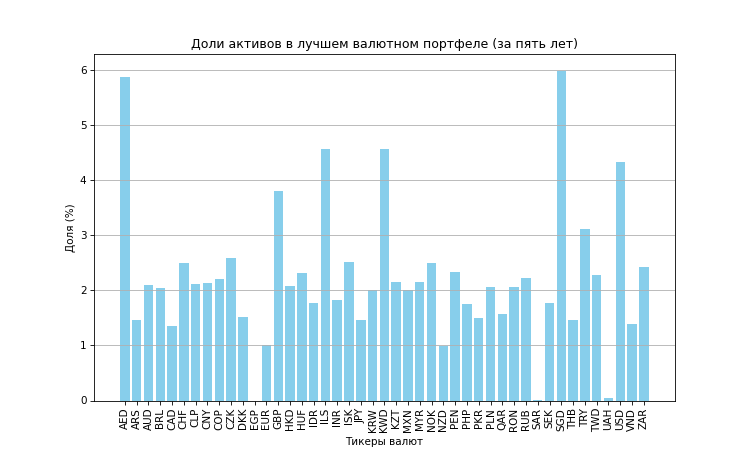 Доли активов в лучшем валютном портфеле (за пять лет)
Доля (%)
6
5
4
3
2
1
0
AED ARS AUD BRL CAD CHF CLP CNY COP CZK DKK EGP EUR GBP HKD HUF IDR ILS INR ISK JPY KRW KWD KZT MXN MYR NOK NZD PEN PHP PKR PLN QAR RON RUB SAR SEK SGD THB TRY TWD UAH USD VND ZAR
Тикеры валют